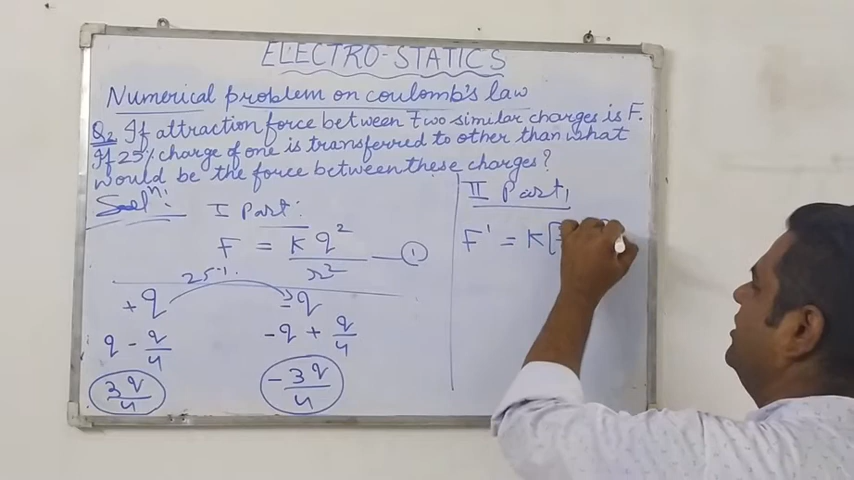 ELECTRO-STATICS
Numerical problem on coulomb's law
Q2 If attraction force between two similar charges is F.
If 25% charge of one is transferred to other than what
would be the force between these charges?
Solⁿ:
I Part:
F = K q² / r² — ①
25%
+q -q
q - q/4 -q + q/4
3q/4 -3q/4
II Part,
F' = K[